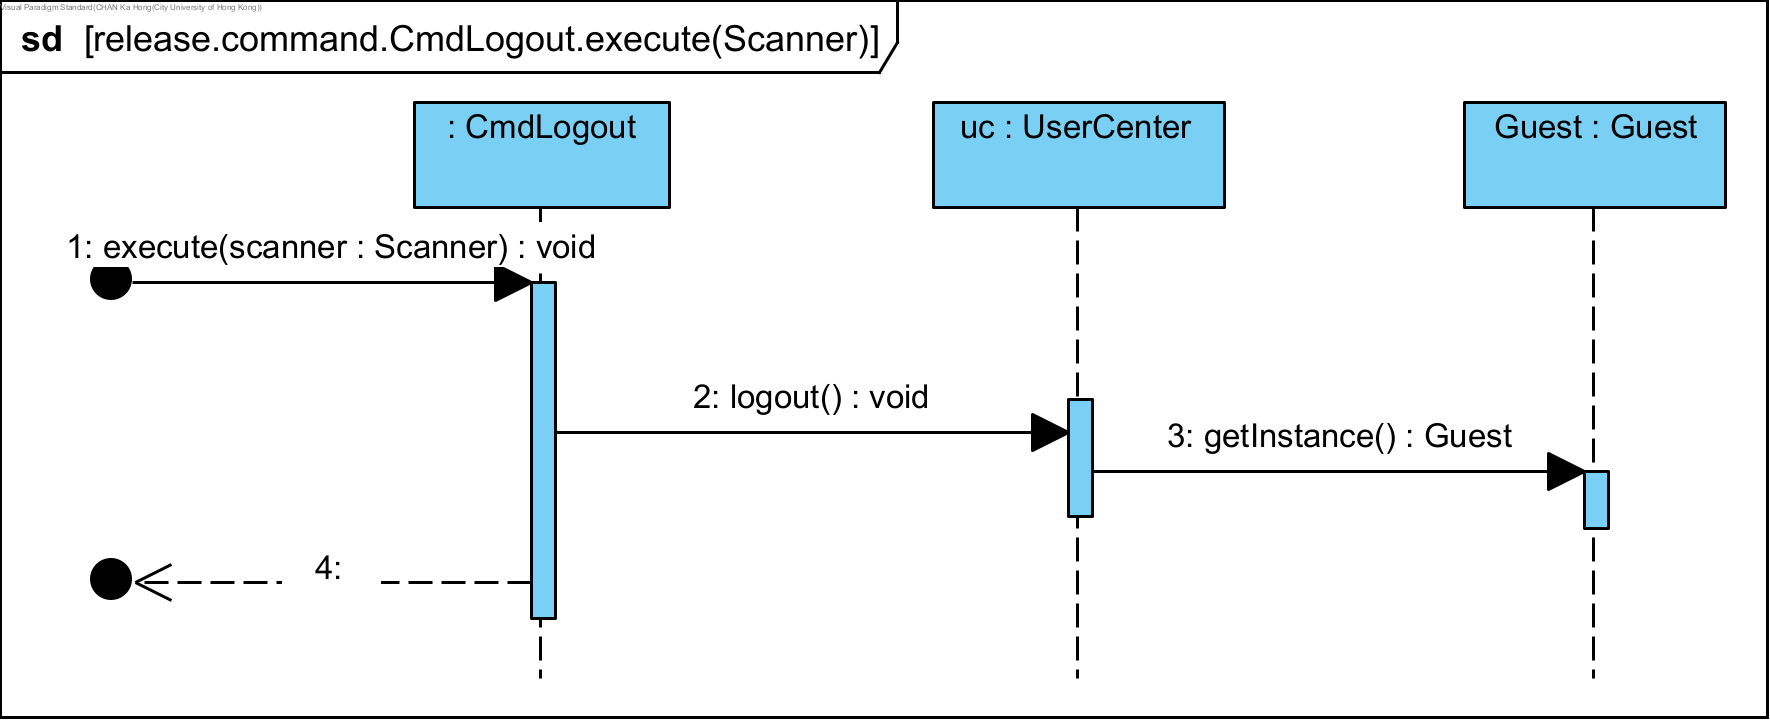 Visual Paradigm Standard(CHAN Ka Hong(City University of Hong Kong))
sd [release.command.CmdLogout.execute(Scanner)]
: CmdLogout
uc : UserCenter
Guest : Guest
1: execute(scanner : Scanner) : void
2: logout() : void
3: getInstance() : Guest
4: